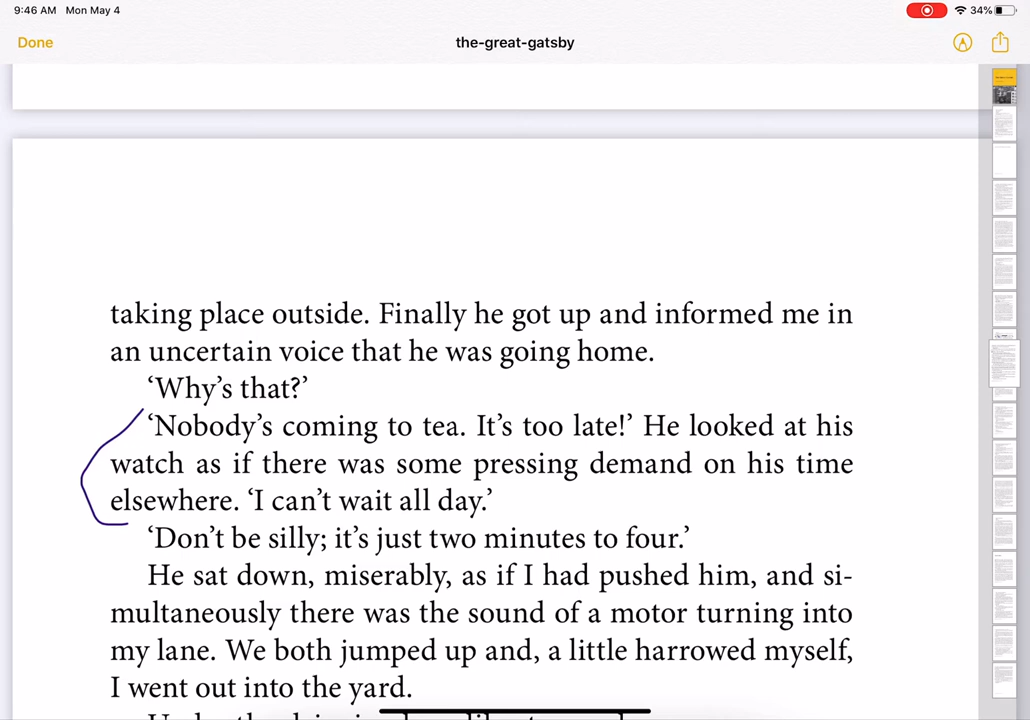 9:46 AM Mon May 4
34%
Done
the-great-gatsby
taking place outside. Finally he got up and informed me in
an uncertain voice that he was going home.
‘Why’s that?’
‘Nobody’s coming to tea. It’s too late!’ He looked at his
watch as if there was some pressing demand on his time
elsewhere. ‘I can’t wait all day.’
‘Don’t be silly; it’s just two minutes to four.’
He sat down, miserably, as if I had pushed him, and si-
multaneously there was the sound of a motor turning into
my lane. We both jumped up and, a little harrowed myself,
I went out into the yard.